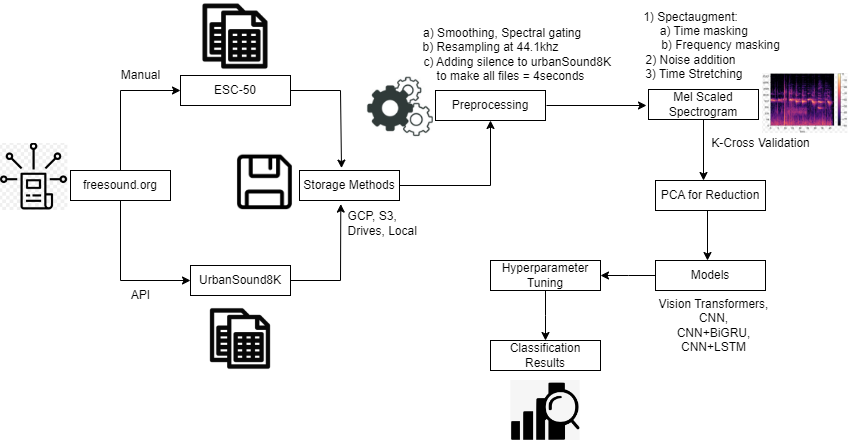 Manual
ESC-50
freesound.org
API
UrbanSound8K
Storage Methods
GCP, S3,
Drives, Local
a) Smoothing, Spectral gating
b) Resampling at 44.1khz
c) Adding silence to urbanSound8K
to make all files = 4seconds
Preprocessing
1) Spectaugment:
a) Time masking
b) Frequency masking
2) Noise addition
3) Time Stretching
Mel Scaled
Spectrogram
K-Cross Validation
PCA for Reduction
Models
Vision Transformers,
CNN,
CNN+BiGRU,
CNN+LSTM
Hyperparameter
Tuning
Classification
Results